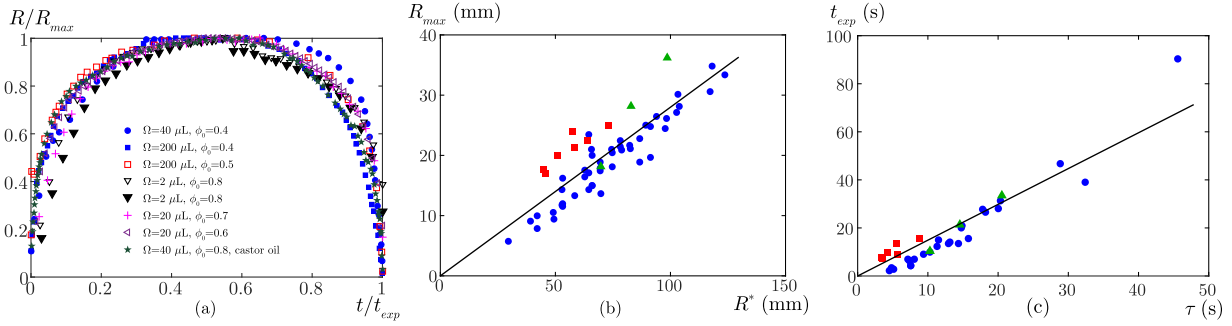 R/R_max
1
0.8
0.6
0.4
0.2
0
0 0.2 0.4 0.6 0.8 1
Ω=40 μL, ϕ₀=0.4
Ω=200 μL, ϕ₀=0.4
Ω=200 μL, ϕ₀=0.5
Ω=2 μL, ϕ₀=0.8
Ω=2 μL, ϕ₀=0.8
Ω=20 μL, ϕ₀=0.7
Ω=20 μL, ϕ₀=0.6
Ω=40 μL, ϕ₀=0.8, castor oil
(a)
t/t_exp
R_max (mm)
40
30
20
10
0
0 50 100 150
(b)
R* (mm)
t_exp (s)
100
80
60
40
20
0
0 10 20 30 40 50
(c)
τ (s)